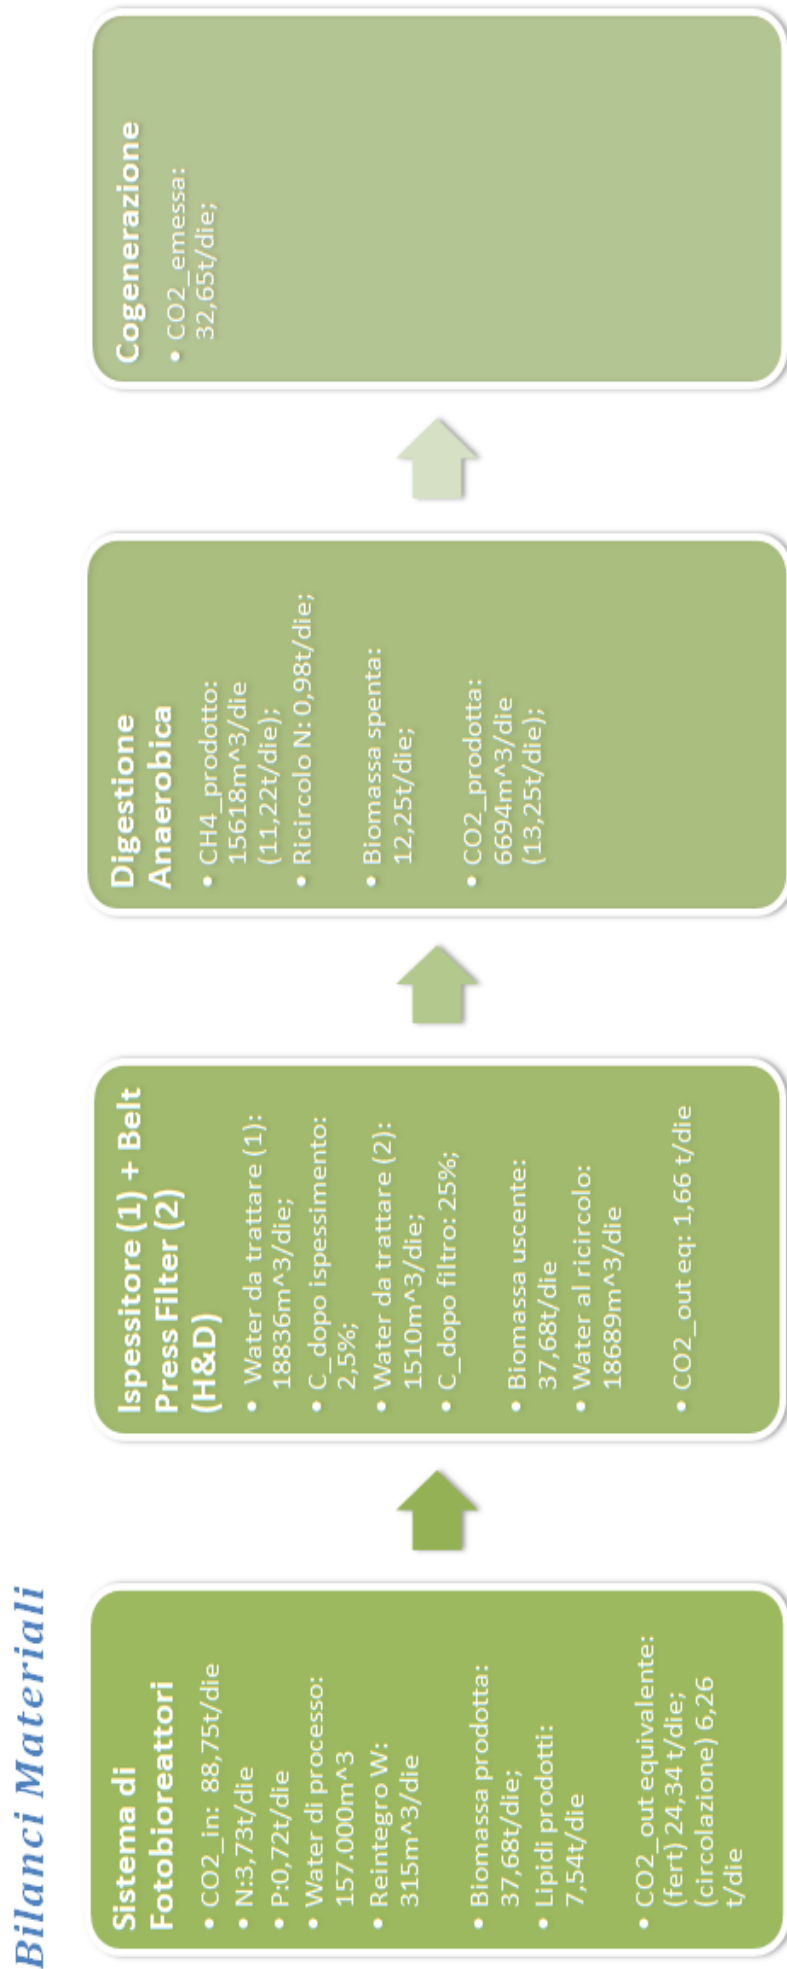 Bilanci Materiali
Sistema di
Fotobioreattori
• CO2_in: 88,75t/die
• N:3,73t/die
• P:0,72t/die
• Water di processo:
157.000m^3
• Reintegro W:
315m^3/die
• Biomassa prodotta:
37,68t/die;
• Lipidi prodotti:
7,54t/die
• CO2_out equivalente:
(fert) 24,34 t/die;
(circolazione) 6,26
t/die
Ispessitore (1) + Belt
Press Filter (2)
(H&D)
• Water da trattare (1):
18836m^3/die;
• C_dopo ispessimento:
2,5%;
• Water da trattare (2):
1510m^3/die;
• C_dopo filtro: 25%;
• Biomassa uscente:
37,68t/die
• Water al ricircolo:
18689m^3/die
• CO2_out eq: 1,66 t/die
Digestione
Anaerobica
• CH4_prodotto:
15618m^3/die
(11,22t/die);
• Ricircolo N: 0,98t/die;
• Biomassa spenta:
12,25t/die;
• CO2_prodotta:
6694m^3/die
(13,25t/die);
Cogenerazione
• CO2_emessa:
32,65t/die;